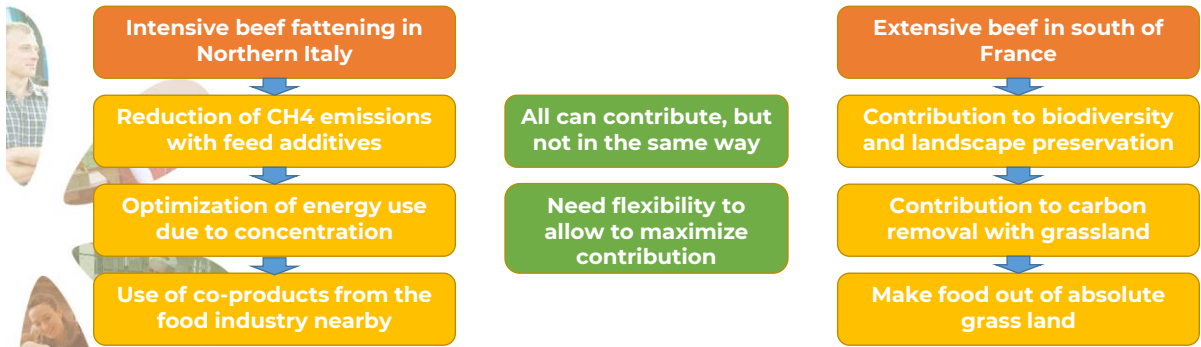 Intensive beef fattening in
Northern Italy
Reduction of CH4 emissions
with feed additives
Optimization of energy use
due to concentration
Use of co-products from the
food industry nearby
All can contribute, but
not in the same way
Need flexibility to
allow to maximize
contribution
Extensive beef in south of
France
Contribution to biodiversity
and landscape preservation
Contribution to carbon
removal with grassland
Make food out of absolute
grass land